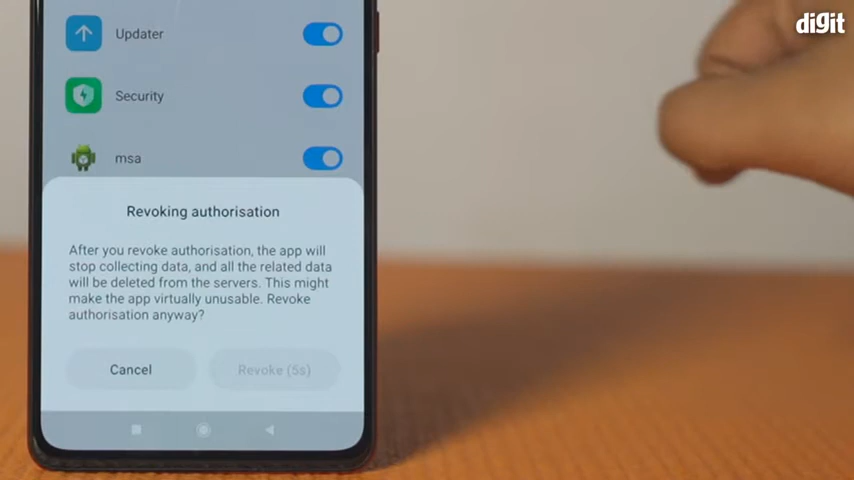 digit
Updater
Security
msa
Revoking authorisation
After you revoke authorisation, the app will
stop collecting data, and all the related data
will be deleted from the servers. This might
make the app virtually unusable. Revoke
authorisation anyway?
Cancel
Revoke (5s)